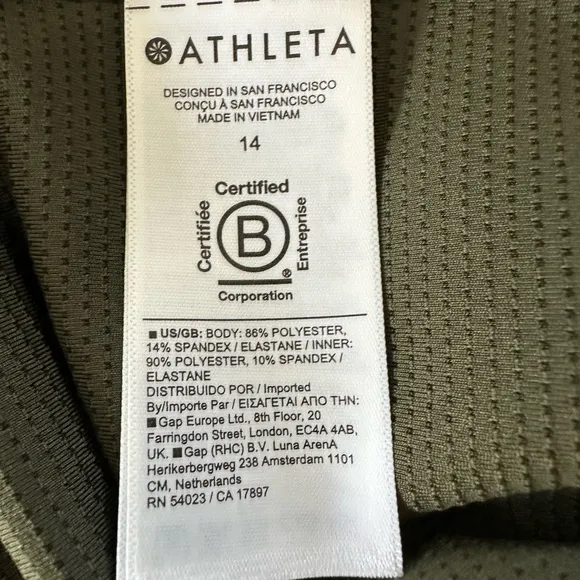 ATHLETA
DESIGNED IN SAN FRANCISCO
CONÇU À SAN FRANCISCO
MADE IN VIETNAM
14
Certified
Certifiée
B
Entreprise
®
Corporation
■ US/GB: BODY: 86% POLYESTER,
14% SPANDEX / ELASTANE / INNER:
90% POLYESTER, 10% SPANDEX /
ELASTANE
DISTRIBUIDO POR / Imported
By/Importe Par / ΕΙΣΑΓΕΤΑΙ ΑΠΟ ΤΗΝ:
■ Gap Europe Ltd., 8th Floor, 20
Farringdon Street, London, EC4A 4AB,
UK. ■ Gap (RHC) B.V. Luna ArenA
Herikerbergweg 238 Amsterdam 1101
CM, Netherlands
RN 54023 / CA 17897